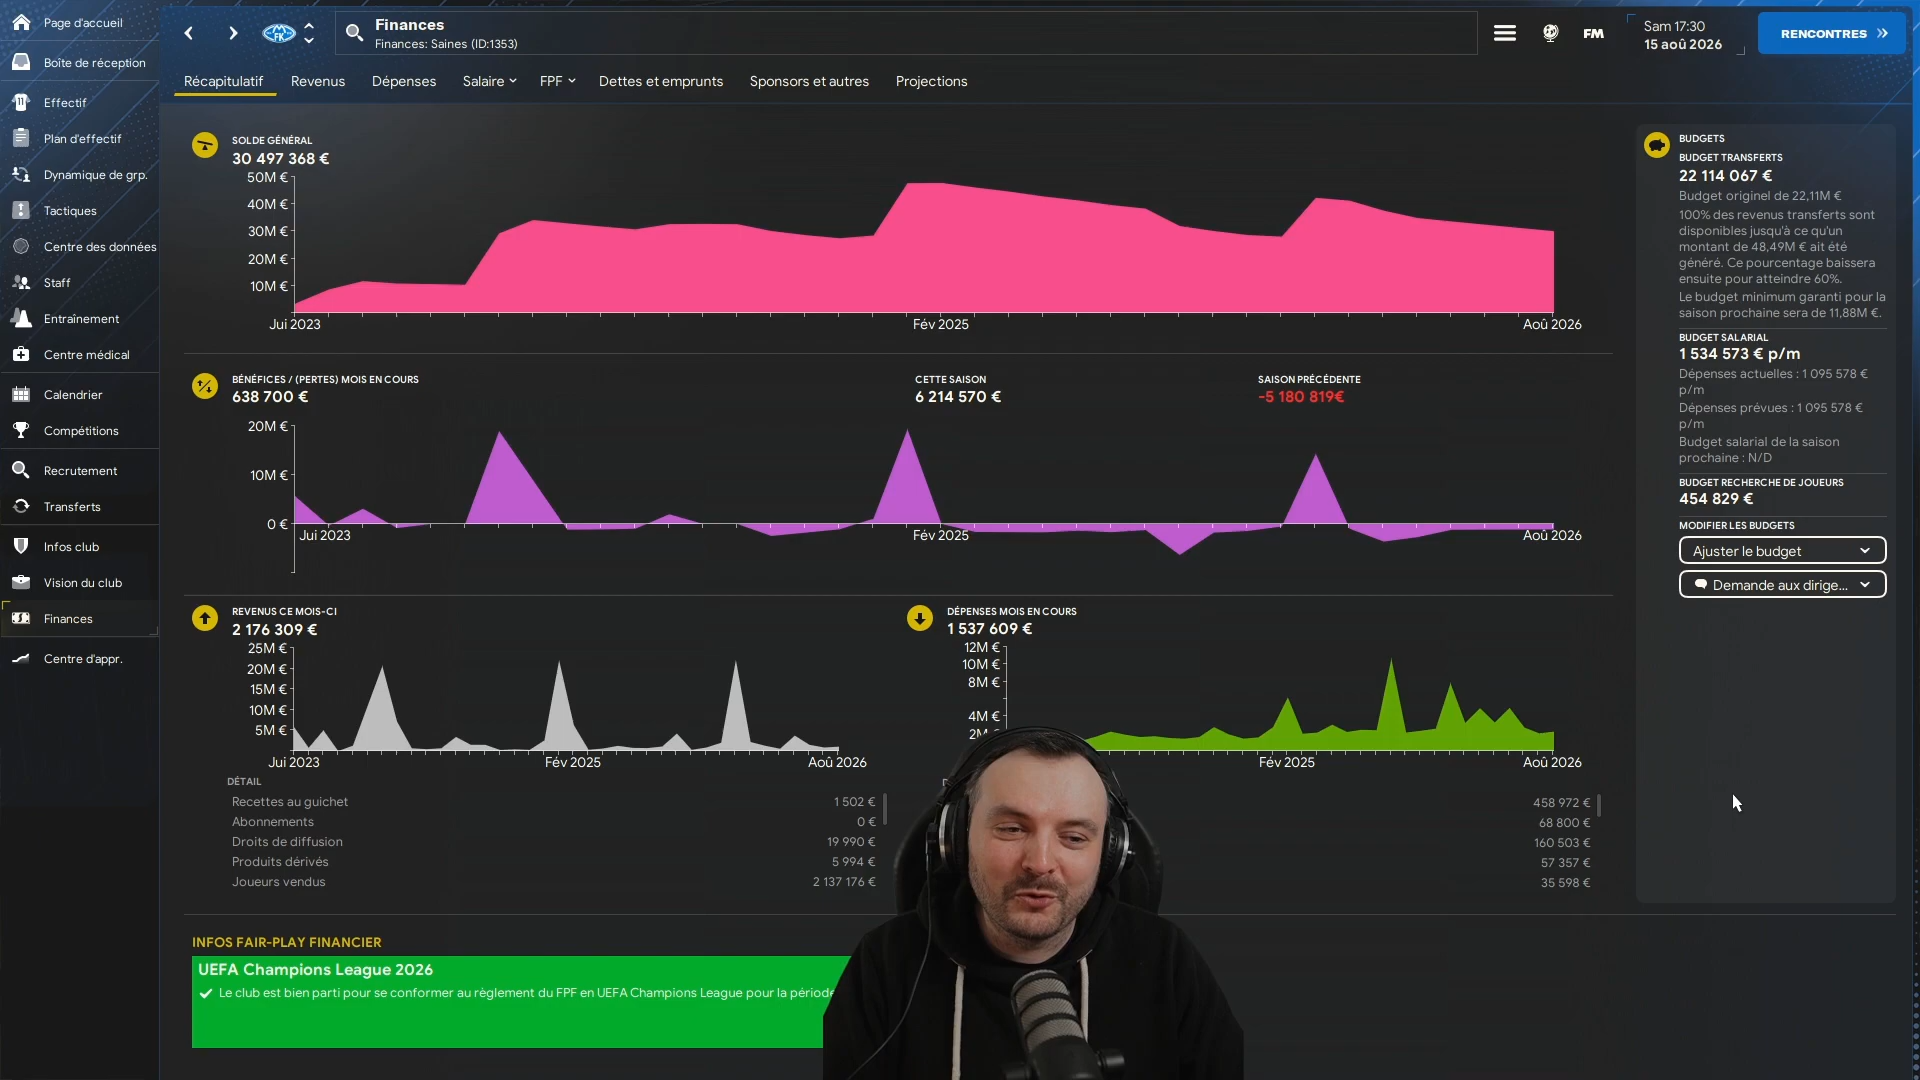 Page d'accueil
Boîte de réception
Effectif
Plan d'effectif
Dynamique de grp.
Tactiques
Centre des données
Staff
Entraînement
Centre médical
Calendrier
Compétitions
Recrutement
Transferts
Infos club
Vision du club
Finances
Centre d'appr.
Finances
Finances: Saines (ID:1353)
FM
Sam 17:30
15 aoû 2026
RENCONTRES
Récapitulatif
Revenus
Dépenses
Salaire
FPF
Dettes et emprunts
Sponsors et autres
Projections
SOLDE GÉNÉRAL
30 497 368 €
50M €
40M €
30M €
20M €
10M €
Jui 2023
Fév 2025
Aoû 2026
BÉNÉFICES / (PERTES) MOIS EN COURS
638 700 €
CETTE SAISON
6 214 570 €
SAISON PRÉCÉDENTE
-5 180 819€
20M €
10M €
0 €
Jui 2023
Fév 2025
Aoû 2026
REVENUS CE MOIS-CI
2 176 309 €
25M €
20M €
15M €
10M €
5M €
Jui 2023
Fév 2025
Aoû 2026
DÉTAIL
Recettes au guichet 1 502 €
Abonnements 0 €
Droits de diffusion 19 990 €
Produits dérivés 5 994 €
Joueurs vendus 2 137 176 €
DÉPENSES MOIS EN COURS
1 537 609 €
12M €
10M €
8M €
4M €
2M
Fév 2025
Aoû 2026
458 972 €
68 800 €
160 503 €
57 357 €
35 598 €
INFOS FAIR-PLAY FINANCIER
UEFA Champions League 2026
Le club est bien parti pour se conformer au règlement du FPF en UEFA Champions League pour la période
BUDGETS
BUDGET TRANSFERTS
22 114 067 €
Budget originel de 22,11M €
100% des revenus transferts sont
disponibles jusqu'à ce qu'un
montant de 48,49M € ait été
généré. Ce pourcentage baissera
ensuite pour atteindre 60%.
Le budget minimum garanti pour la
saison prochaine sera de 11,88M €.
BUDGET SALARIAL
1 534 573 € p/m
Dépenses actuelles : 1 095 578 €
p/m
Dépenses prévues : 1 095 578 €
p/m
Budget salarial de la saison
prochaine : N/D
BUDGET RECHERCHE DE JOUEURS
454 829 €
MODIFIER LES BUDGETS
Ajuster le budget
Demande aux dirige...